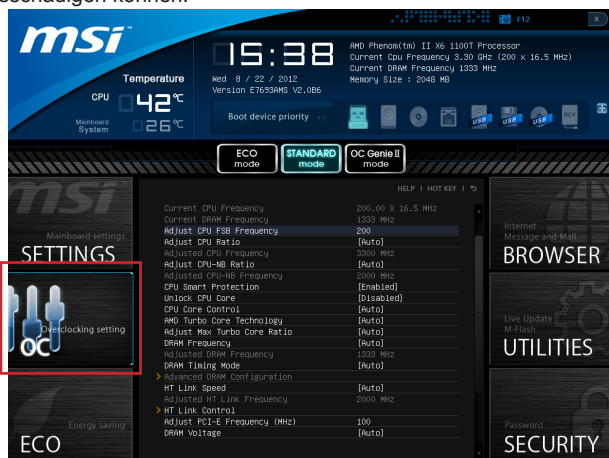 msi
15:38
F12
X
Temperature
CPU 42°C
Mainboard
System 26°C
Wed 8 / 22 / 2012
Version E7693AMS V2.0B6
AMD Phenom(tm) II X6 1100T Processor
Current Cpu Frequency 3.30 GHz (200 x 16.5 MHz)
Current DRAM Frequency 1333 MHz
Memory Size : 2048 MB
Boot device priority
USB
USB
USB
REV
ECO
mode
STANDARD
mode
OC Genie II
mode
HELP | HOT KEY |
Mainboard settings
SETTINGS
Overclocking setting
OC
Energy saving
ECO
Current CPU Frequency 200.00 X 16.5 MHz
Current DRAM Frequency 1333 MHz
Adjust CPU FSB Frequency 200
Adjust CPU Ratio [Auto]
Adjusted CPU Frequency 3300 MHz
Adjust CPU-NB Ratio [Auto]
Adjusted CPU-NB Frequency 2000 MHz
CPU Smart Protection [Enabled]
Unlock CPU Core [Disabled]
CPU Core Control [Auto]
AMD Turbo Core Technology [Auto]
Adjust Max Turbo Core Ratio [Auto]
DRAM Frequency [Auto]
Adjusted DRAM Frequency 1333 MHz
DRAM Timing Mode [Auto]
> Advanced DRAM Configuration
HT Link Speed [Auto]
Adjusted HT Link Frequency 2000 MHz
> HT Link Control
Adjust PCI-E Frequency (MHz) 100
DRAM Voltage [Auto]
Internet
Message and Mail
BROWSER
Live Update
M-Flash
UTILITIES
Password
SECURITY